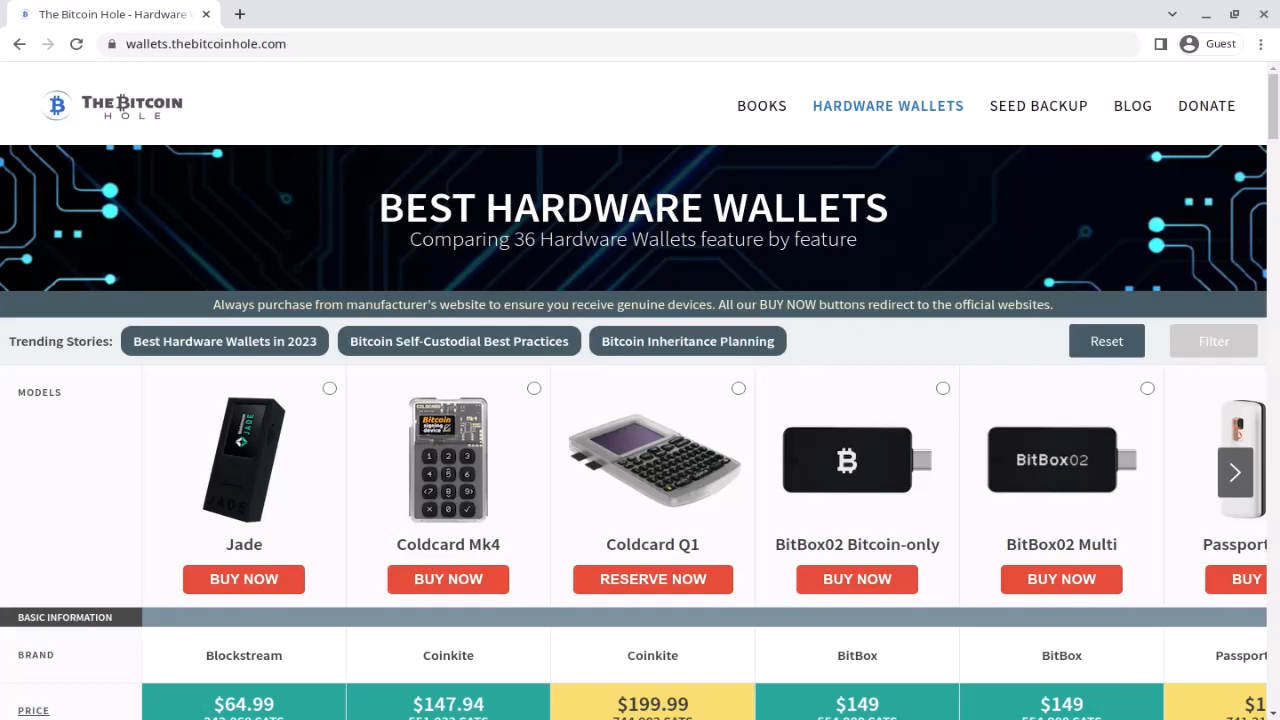 The Bitcoin Hole - Hardware
wallets.thebitcoinhole.com
Guest
THE BITCOIN
HOLE
BOOKS
HARDWARE WALLETS
SEED BACKUP
BLOG
DONATE
BEST HARDWARE WALLETS
Comparing 36 Hardware Wallets feature by feature
Always purchase from manufacturer's website to ensure you receive genuine devices. All our BUY NOW buttons redirect to the official websites.
Trending Stories:
Best Hardware Wallets in 2023
Bitcoin Self-Custodial Best Practices
Bitcoin Inheritance Planning
Reset
Filter
MODELS
Jade
Coldcard Mk4
Coldcard Q1
BitBox02 Bitcoin-only
BitBox02 Multi
Passport
BUY NOW
BUY NOW
RESERVE NOW
BUY NOW
BUY NOW
BUY
BASIC INFORMATION
BRAND
Blockstream
Coinkite
Coinkite
BitBox
BitBox
Passport
PRICE
$64.99
$147.94
$199.99
$149
$149